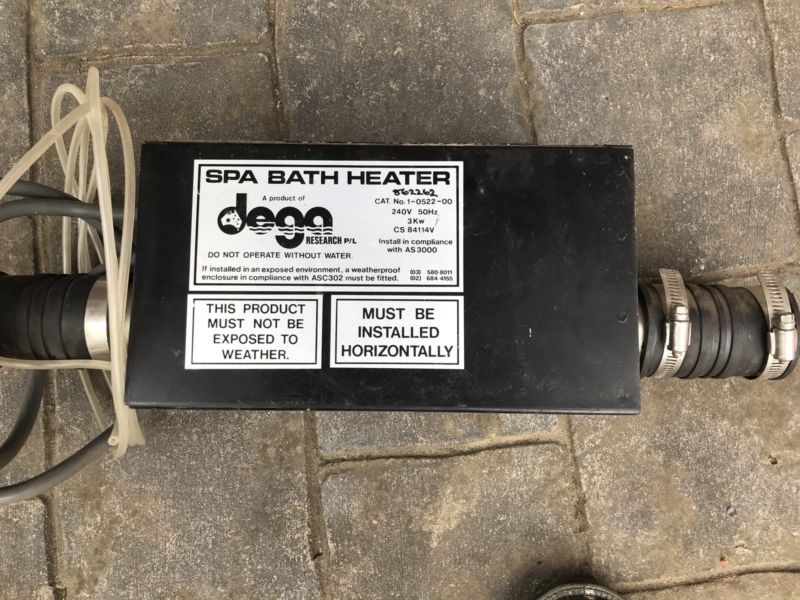 SPA BATH HEATER
862262
A product of
CAT. No. 1-0522-00
dega
240V 50Hz
3Kw
RESEARCH P/L
CS 84114V
Install in compliance
with AS3000
DO NOT OPERATE WITHOUT WATER.
If installed in an exposed environment, a weatherproof
enclosure in compliance with ASC302 must be fitted.
(03) 580-8011
(02) 684-4155
THIS PRODUCT
MUST NOT BE
EXPOSED TO
WEATHER.
MUST BE
INSTALLED
HORIZONTALLY